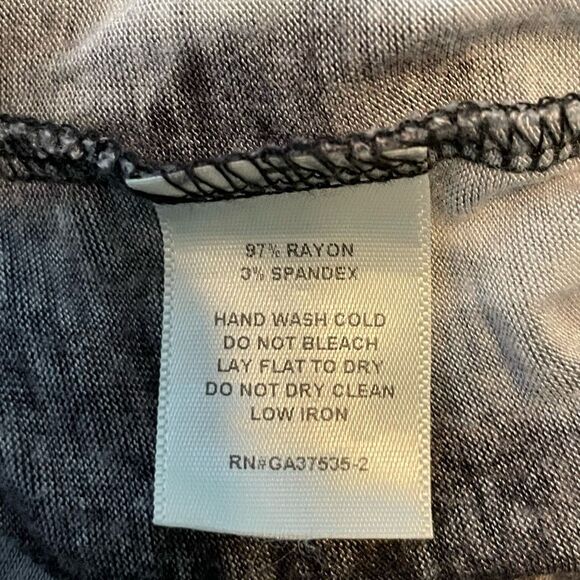 97% RAYON
3% SPANDEX
HAND WASH COLD
DO NOT BLEACH
LAY FLAT TO DRY
DO NOT DRY CLEAN
LOW IRON
RN#GA37535-2